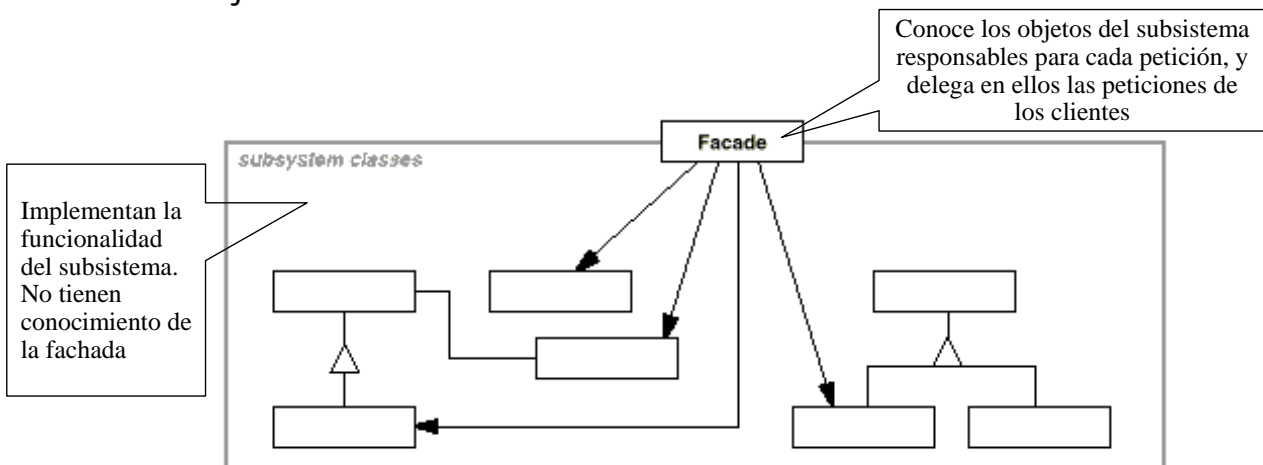 Conoce los objetos del subsistema
responsables para cada petición, y
delega en ellos las peticiones de
los clientes
Facade
subsystem classes
Implementan la
funcionalidad
del subsistema.
No tienen
conocimiento de
la fachada